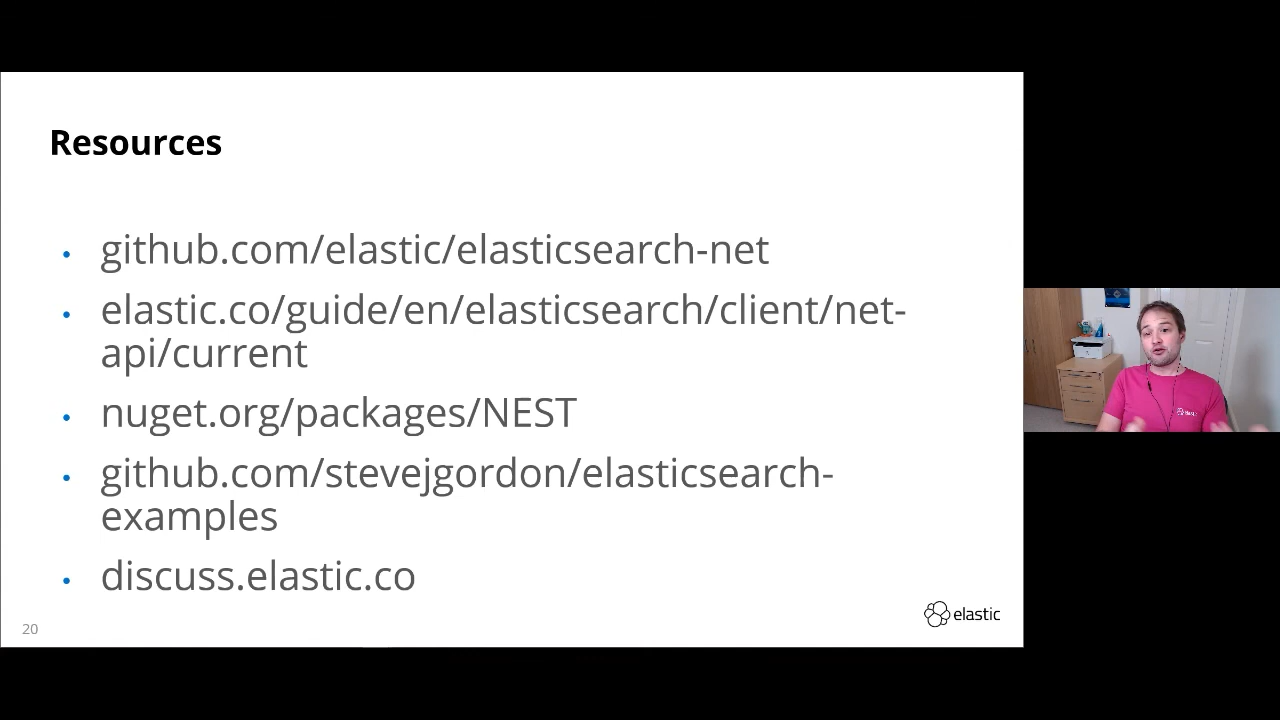 Resources
• github.com/elastic/elasticsearch-net
• elastic.co/guide/en/elasticsearch/client/net-
api/current
• nuget.org/packages/NEST
• github.com/stevejgordon/elasticsearch-
examples
• discuss.elastic.co
20
elastic